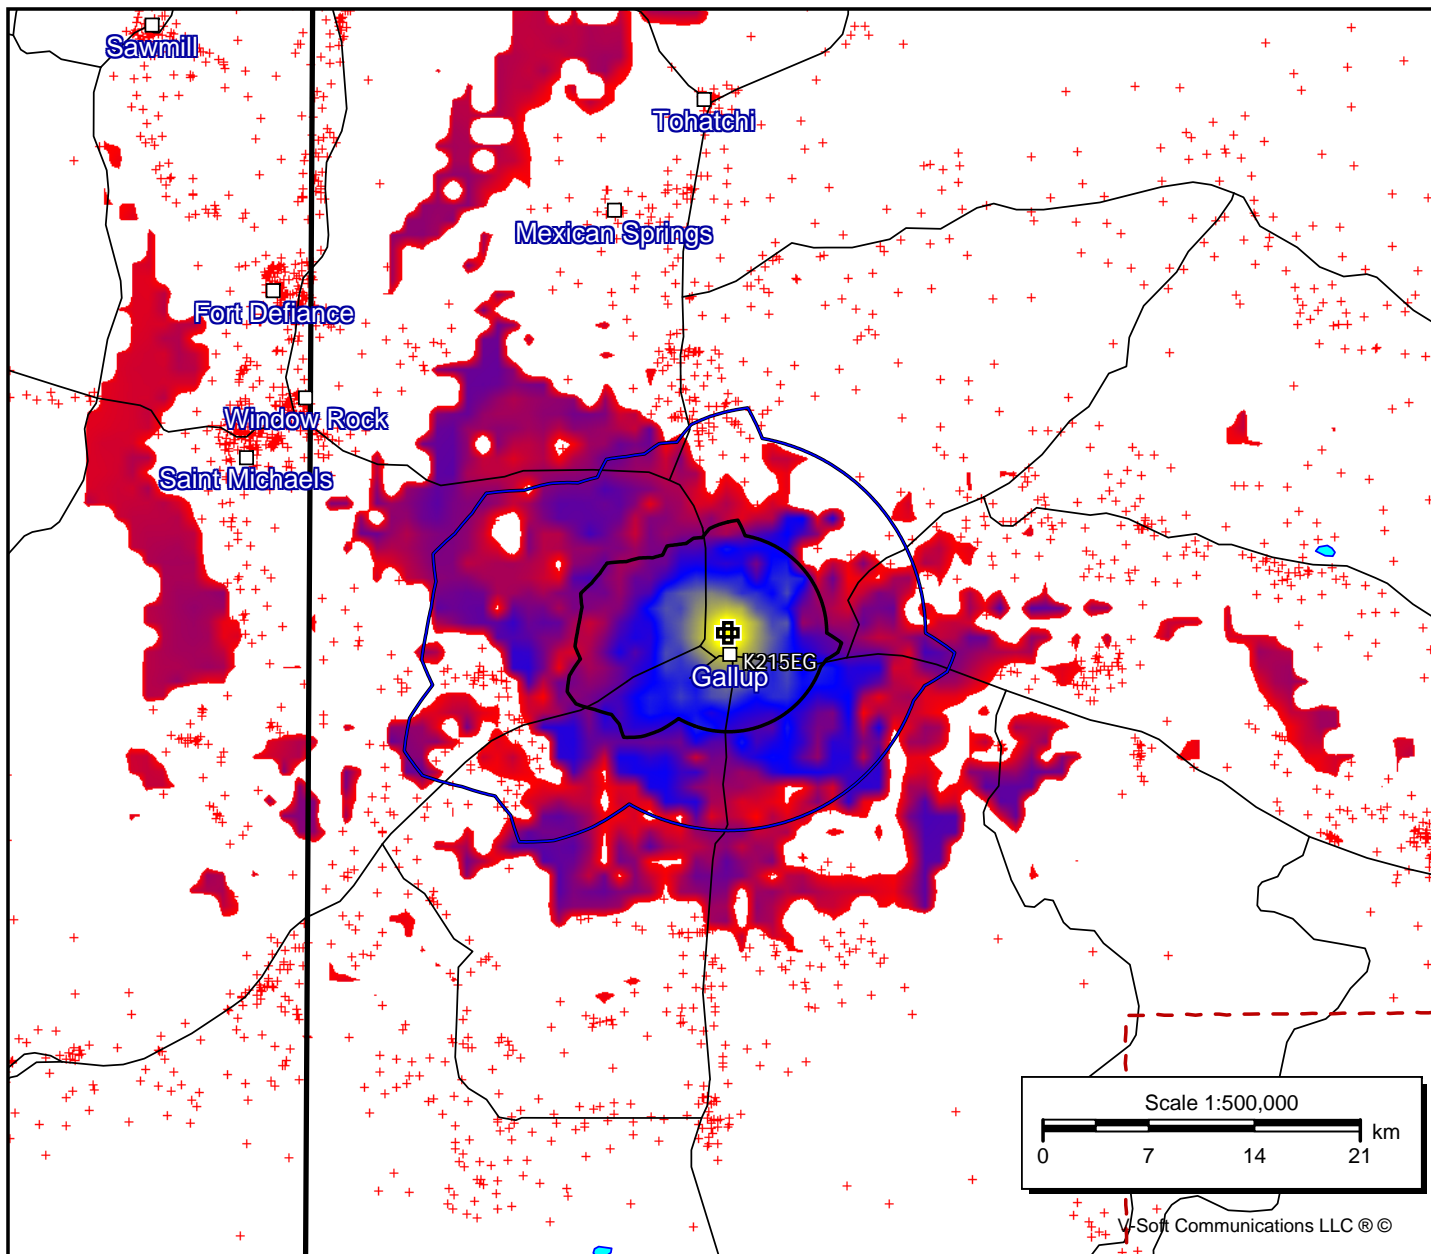 Sawmill
Tohatchi
Mexican Springs
Fort Defiance
Window Rock
Saint Michaels
K215EG
Gallup
Scale 1:500,000
km
0 7 14 21
V-Soft Communications LLC ® ©